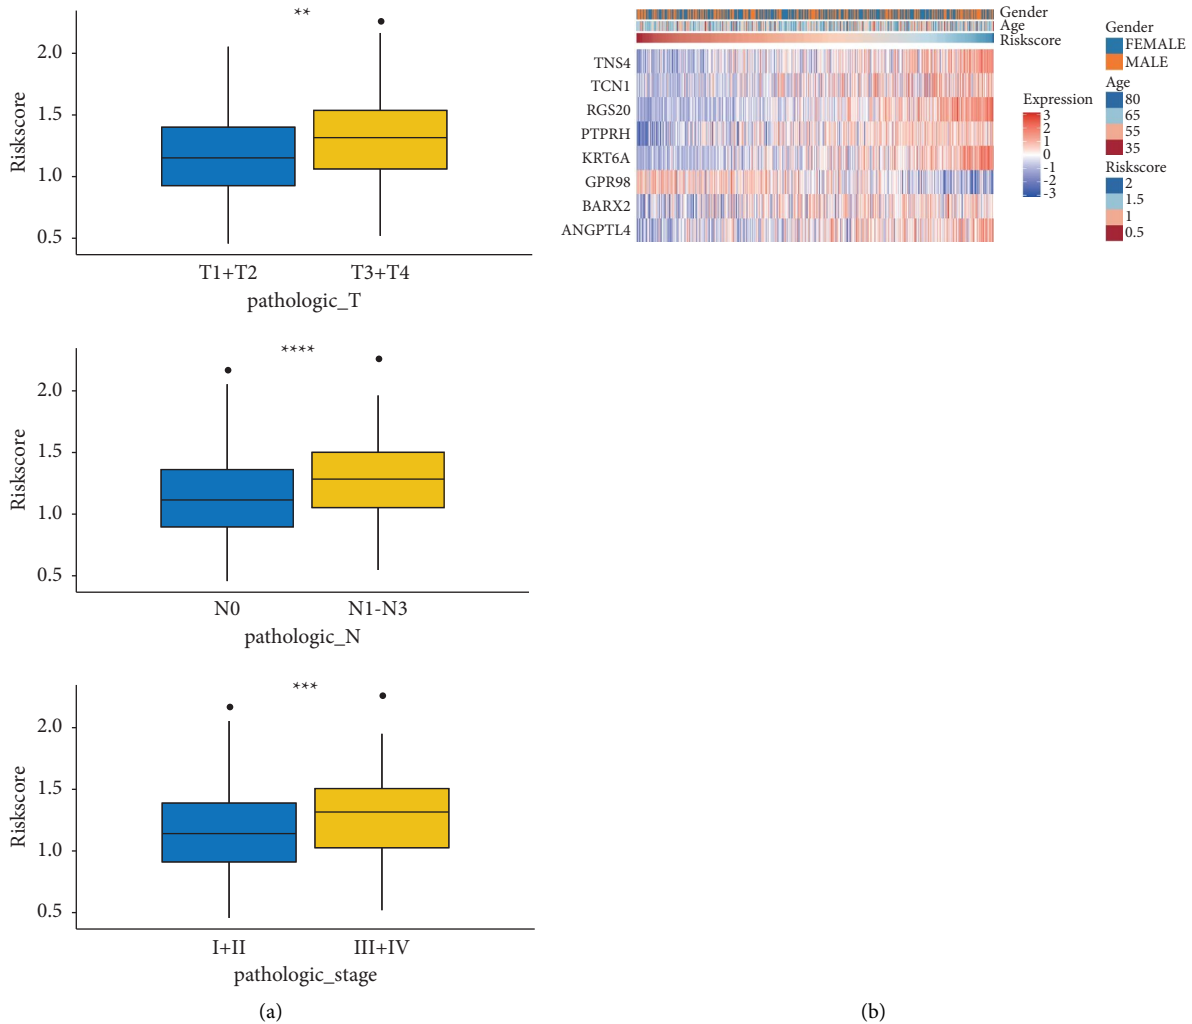 **
Riskscore
2.0
1.5
1.0
0.5
T1+T2 T3+T4
pathologic_T
****
Riskscore
2.0
1.5
1.0
0.5
N0 N1-N3
pathologic_N
***
Riskscore
2.0
1.5
1.0
0.5
I+II III+IV
pathologic_stage
(a)
Gender
Age
Riskscore
TNS4
TCN1
RGS20
PTPRH
KRT6A
GPR98
BARX2
ANGPTL4
Expression
3
2
1
0
-1
-2
-3
Gender
FEMALE
MALE
Age
80
65
55
35
Riskscore
2
1.5
1
0.5
(b)